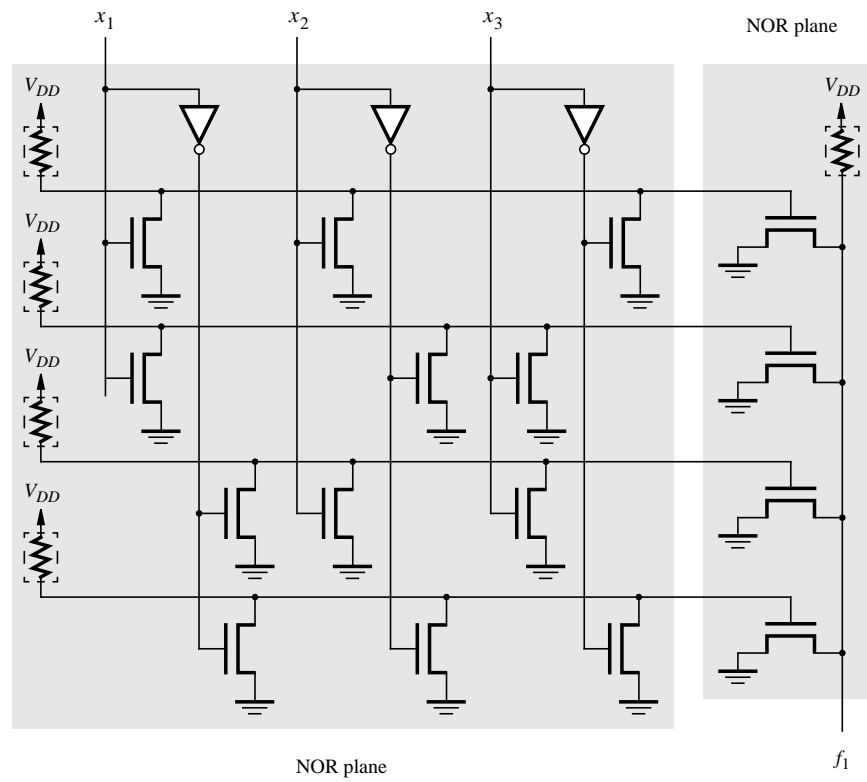 x1 x2 x3
NOR plane
VDD VDD
VDD
VDD
VDD
NOR plane
f1